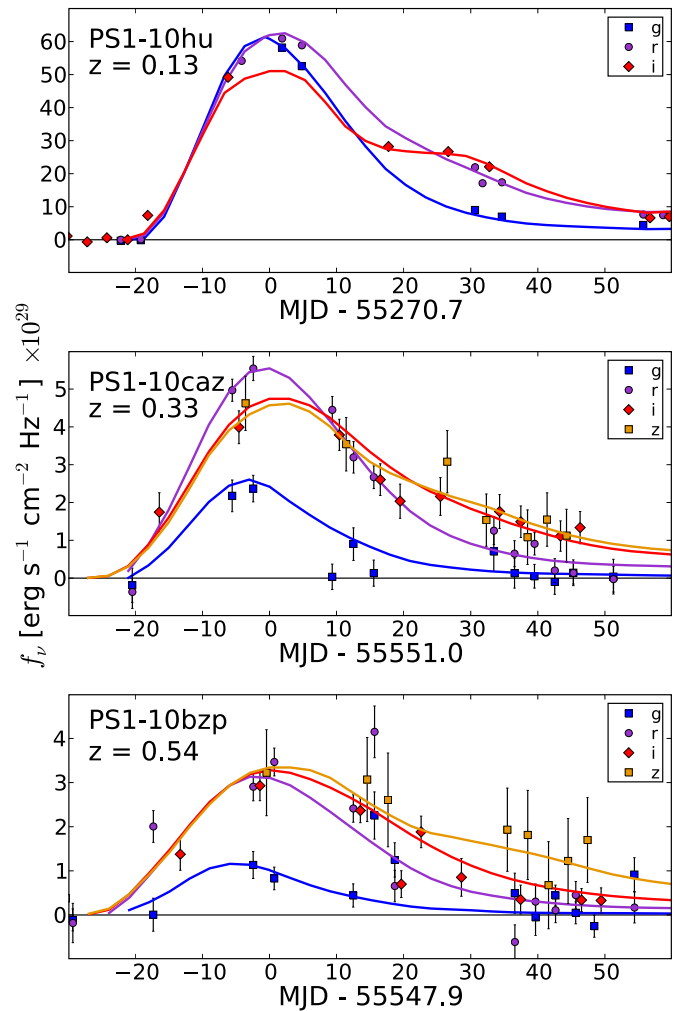 PS1-10hu
z = 0.13
g
r
i
60
50
40
30
20
10
0
−20 −10 0 10 20 30 40 50
MJD - 55270.7
f_ν [erg s⁻¹ cm⁻² Hz⁻¹] ×10²⁹
PS1-10caz
z = 0.33
g
r
i
z
5
4
3
2
1
0
−20 −10 0 10 20 30 40 50
MJD - 55551.0
PS1-10bzp
z = 0.54
g
r
i
z
4
3
2
1
0
−20 −10 0 10 20 30 40 50
MJD - 55547.9